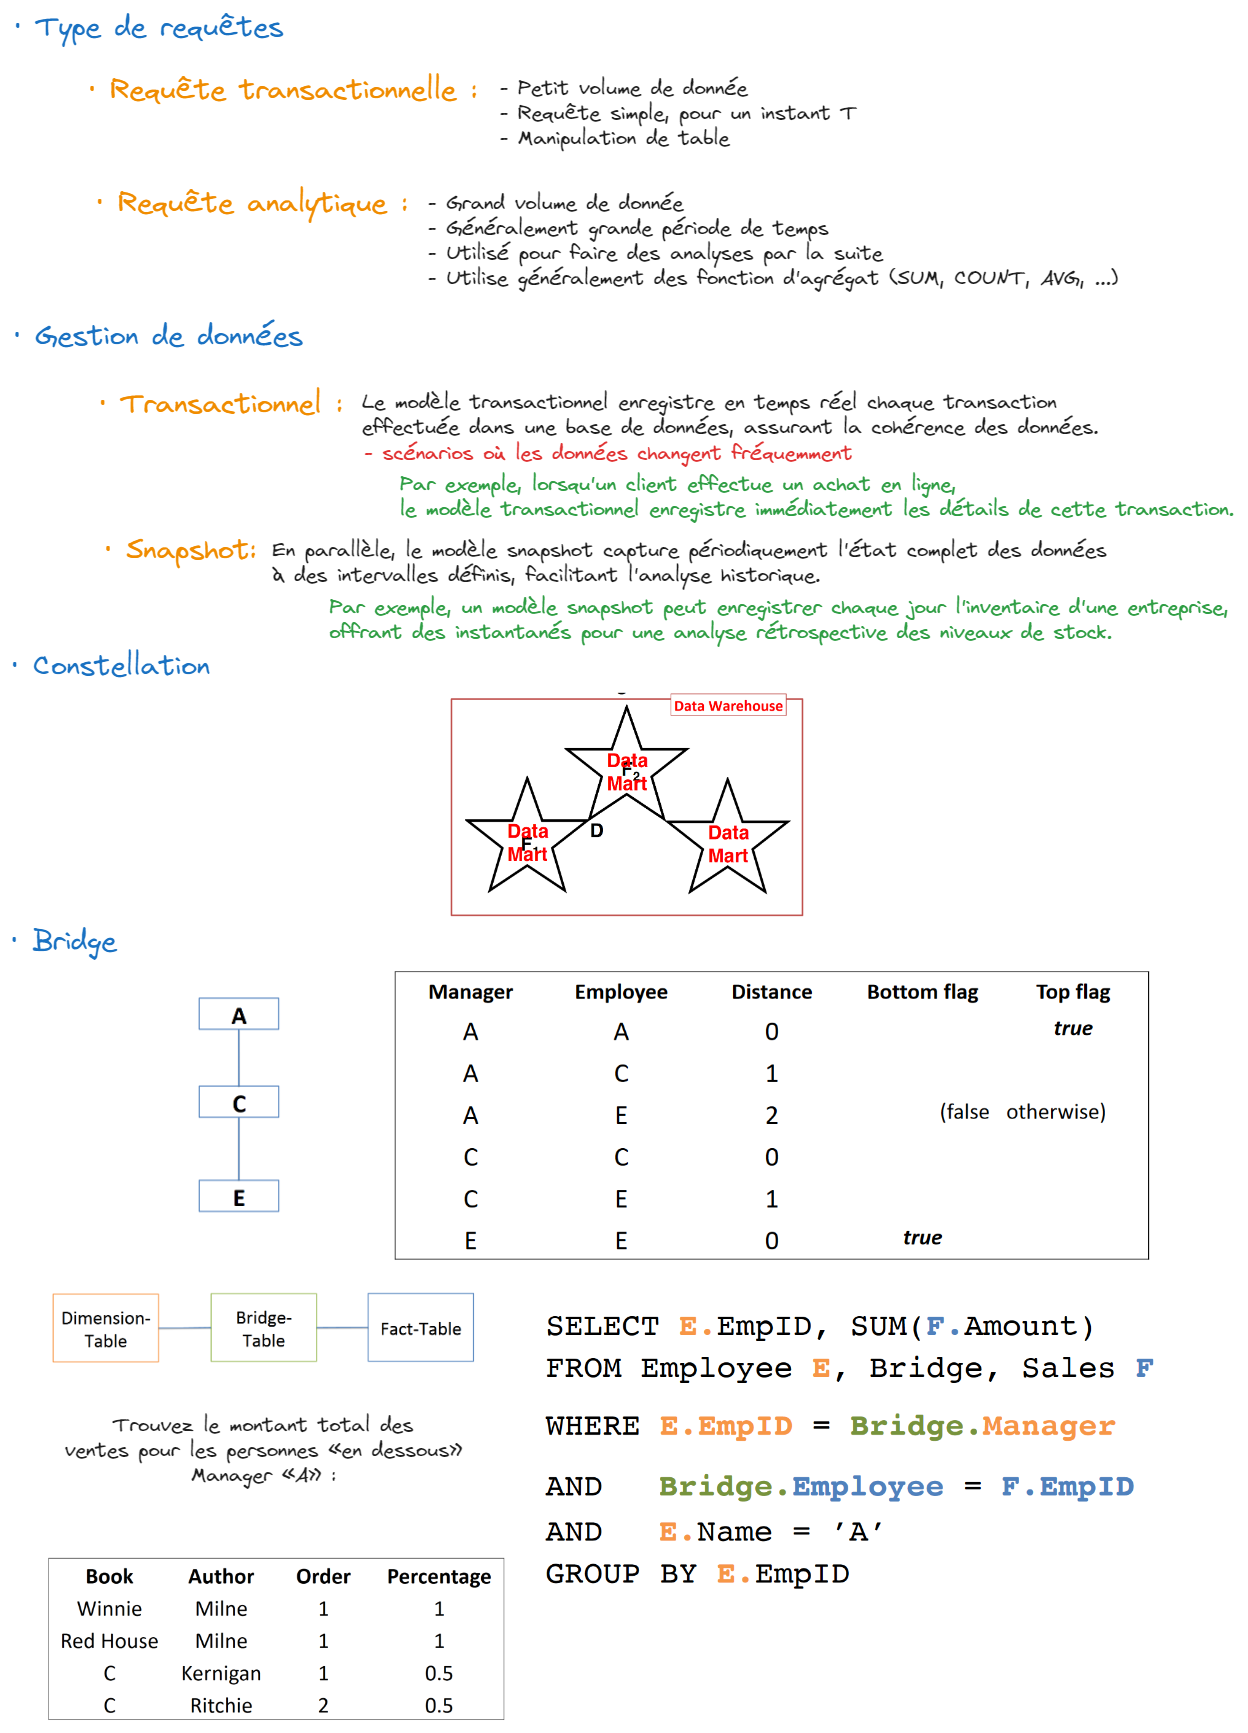 · Type de requêtes
· Requête transactionnelle :
- Petit volume de donnée
- Requête simple, pour un instant T
- Manipulation de table
· Requête analytique :
- Grand volume de donnée
- Généralement grande période de temps
- Utilisé pour faire des analyses par la suite
- Utilise généralement des fonction d'agrégat (SUM, COUNT, AVG, ...)
· Gestion de données
· Transactionnel :
Le modèle transactionnel enregistre en temps réel chaque transaction
effectuée dans une base de données, assurant la cohérence des données.
- scénarios où les données changent fréquemment
Par exemple, lorsqu'un client effectue un achat en ligne,
le modèle transactionnel enregistre immédiatement les détails de cette transaction.
· Snapshot:
En parallèle, le modèle snapshot capture périodiquement l'état complet des données
à des intervalles définis, facilitant l'analyse historique.
Par exemple, un modèle snapshot peut enregistrer chaque jour l'inventaire d'une entreprise,
offrant des instantanés pour une analyse rétrospective des niveaux de stock.
· Constellation
Data Warehouse
Data
F2
Mart
Data
F1
Mart
D
Data
Mart
· Bridge
A
C
E
Manager Employee Distance Bottom flag Top flag
A A 0 true
A C 1
A E 2 (false otherwise)
C C 0
C E 1
E E 0 true
Dimension-
Table
Bridge-
Table
Fact-Table
Trouvez le montant total des
ventes pour les personnes «en dessous»
Manager «A» :
SELECT E.EmpID, SUM(F.Amount)
FROM Employee E, Bridge, Sales F
WHERE E.EmpID = Bridge.Manager
AND Bridge.Employee = F.EmpID
AND E.Name = ’A’
GROUP BY E.EmpID
Book Author Order Percentage
Winnie Milne 1 1
Red House Milne 1 1
C Kernigan 1 0.5
C Ritchie 2 0.5